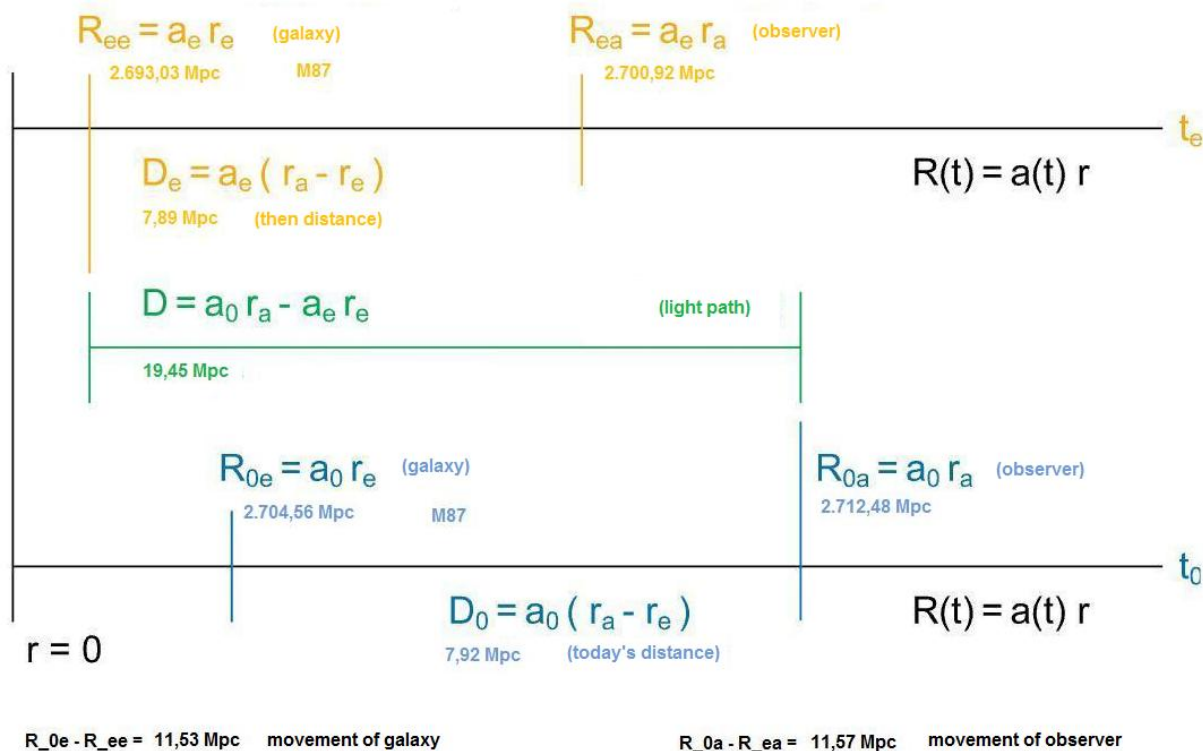 R_ee = a_e r_e (galaxy)
2.693,03 Mpc M87
R_ea = a_e r_a (observer)
2.700,92 Mpc
t_e
D_e = a_e ( r_a - r_e )
7,89 Mpc (then distance)
R(t) = a(t) r
D = a_0 r_a - a_e r_e (light path)
19,45 Mpc
R_0e = a_0 r_e (galaxy)
2.704,56 Mpc M87
R_0a = a_0 r_a (observer)
2.712,48 Mpc
t_0
D_0 = a_0 ( r_a - r_e )
7,92 Mpc (today's distance)
R(t) = a(t) r
r = 0
R_0e - R_ee = 11,53 Mpc movement of galaxy
R_0a - R_ea = 11,57 Mpc movement of observer